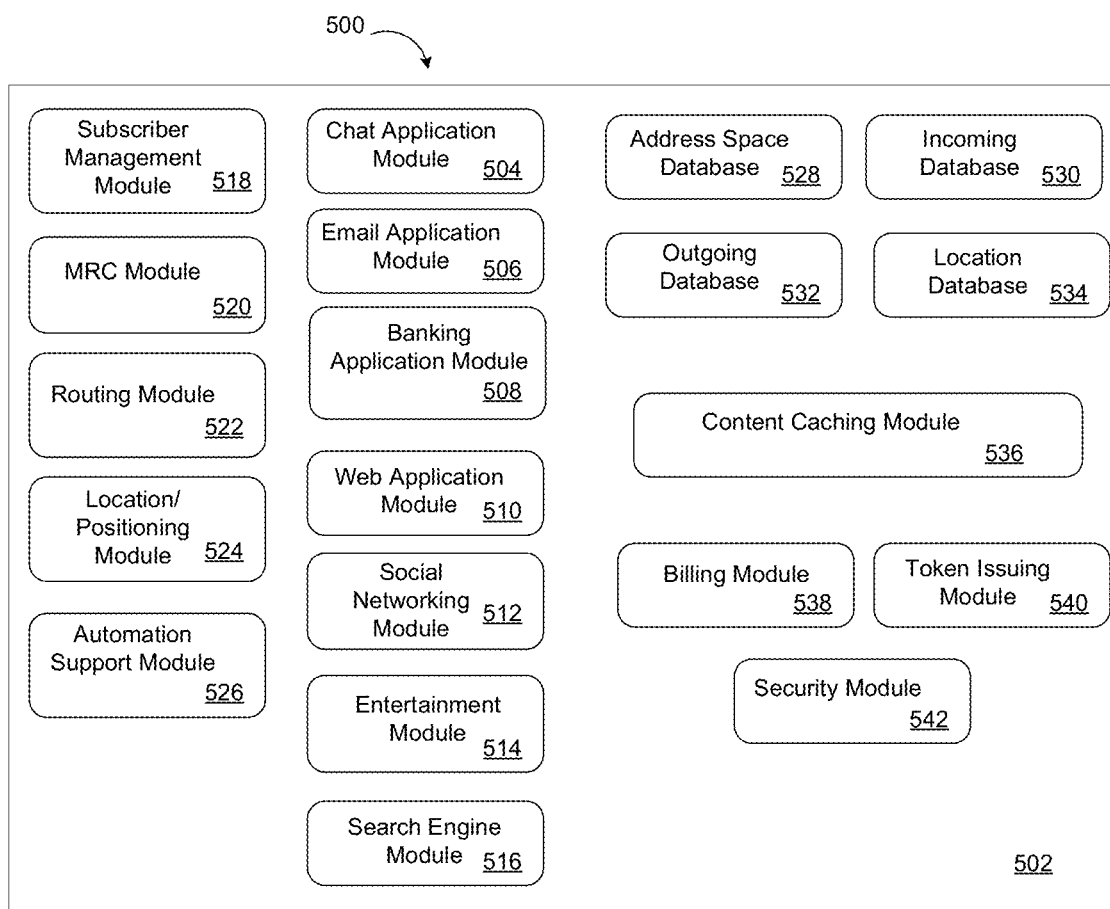 500
Subscriber
Management
Module 518
MRC Module
520
Routing Module
522
Location/
Positioning
Module 524
Automation
Support Module
526
Chat Application
Module 504
Email Application
Module 506
Banking
Application Module
508
Web Application
Module 510
Social
Networking
Module 512
Entertainment
Module 514
Search Engine
Module 516
Address Space
Database 528
Incoming
Database 530
Outgoing
Database 532
Location
Database 534
Content Caching Module
536
Billing Module
538
Token Issuing
Module 540
Security Module
542
502